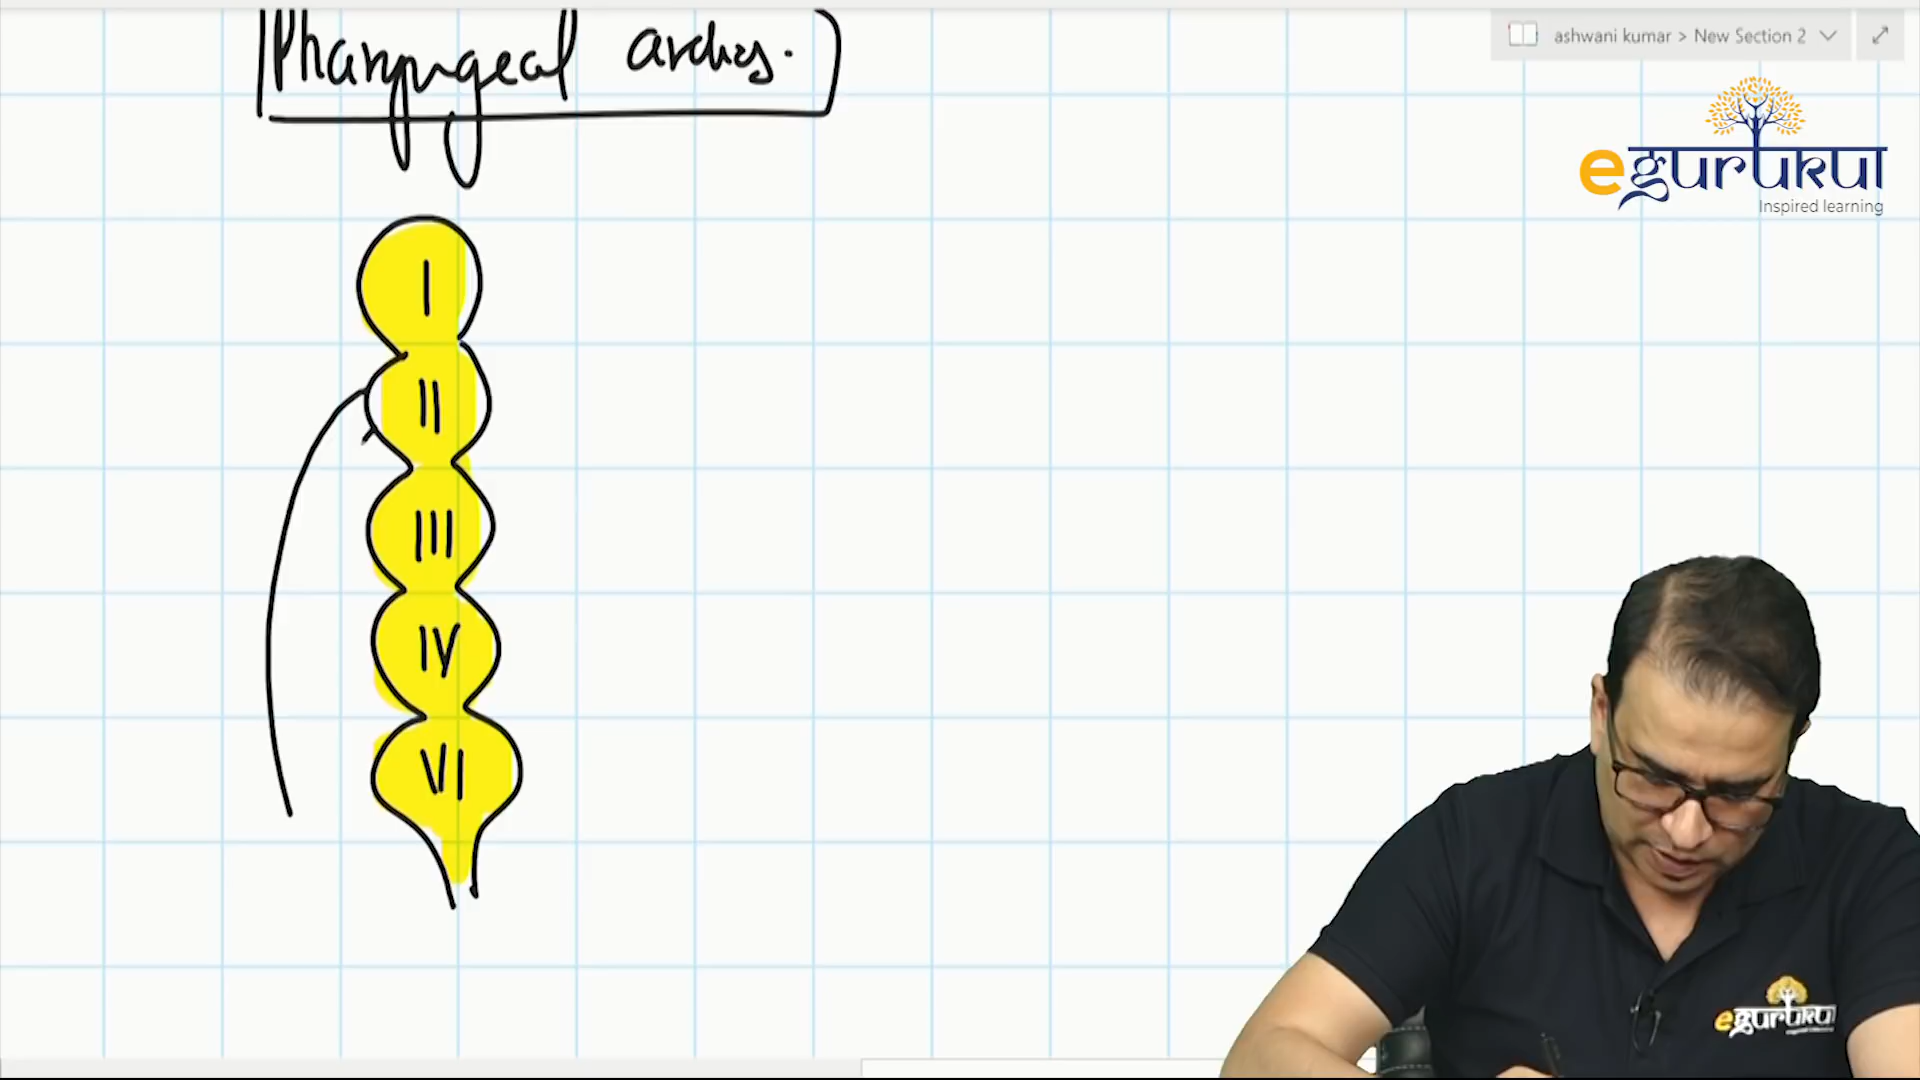 Pharyngeal arches.
ashwani kumar > New Section 2
egurukul
Inspired learning
I
II
III
IV
VI
egurukul